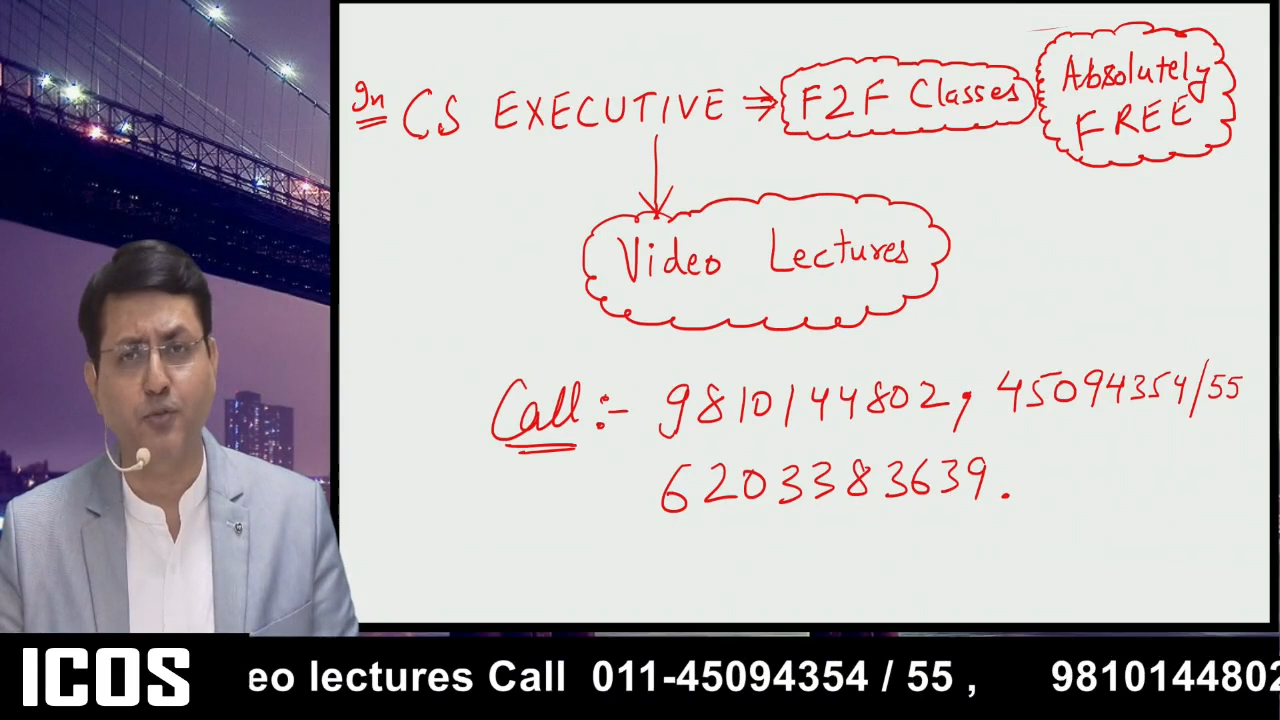 In CS EXECUTIVE ⇒ F2F Classes
Absolutely
FREE
Video Lectures
Call :- 9810144802, 45094354/55
6203383639.
ICOS
eo lectures Call 011-45094354 / 55 , 9810144802